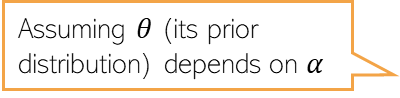 Assuming 𝜃 (its prior
distribution) depends on 𝜶